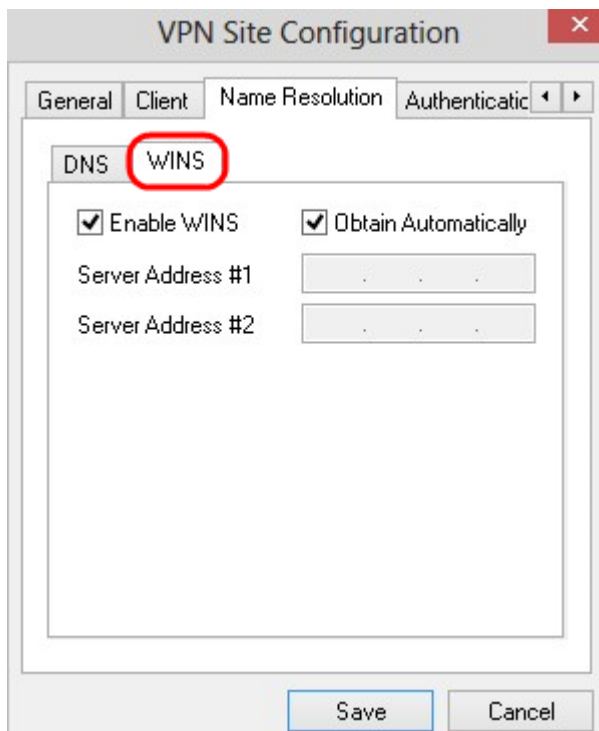 VPN Site Configuration
General Client Name Resolution
DNS WINS
Enable WINS Obtain Automatically
Server Address #1 . . .
Server Address #2 . . .
Save Cancel